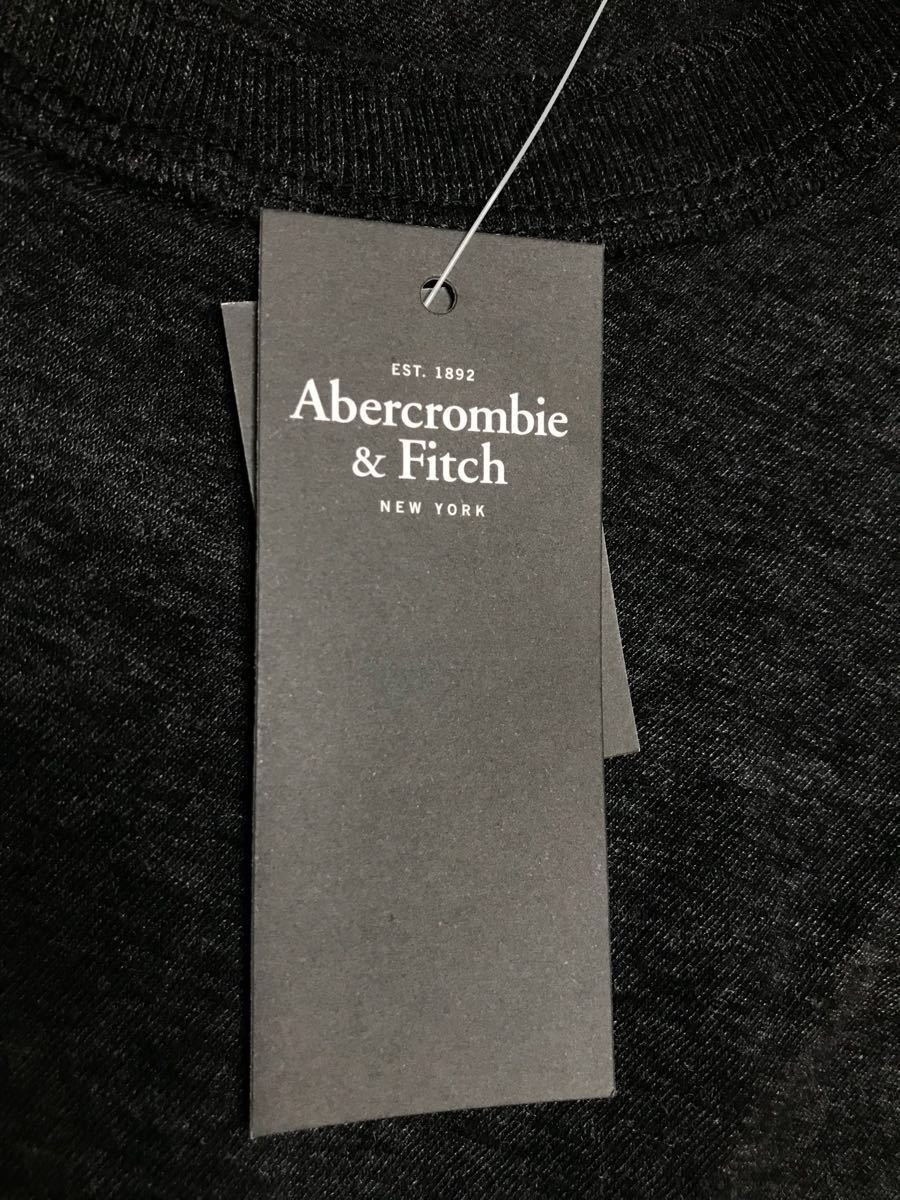 EST. 1892
Abercrombie
& Fitch
NEW YORK